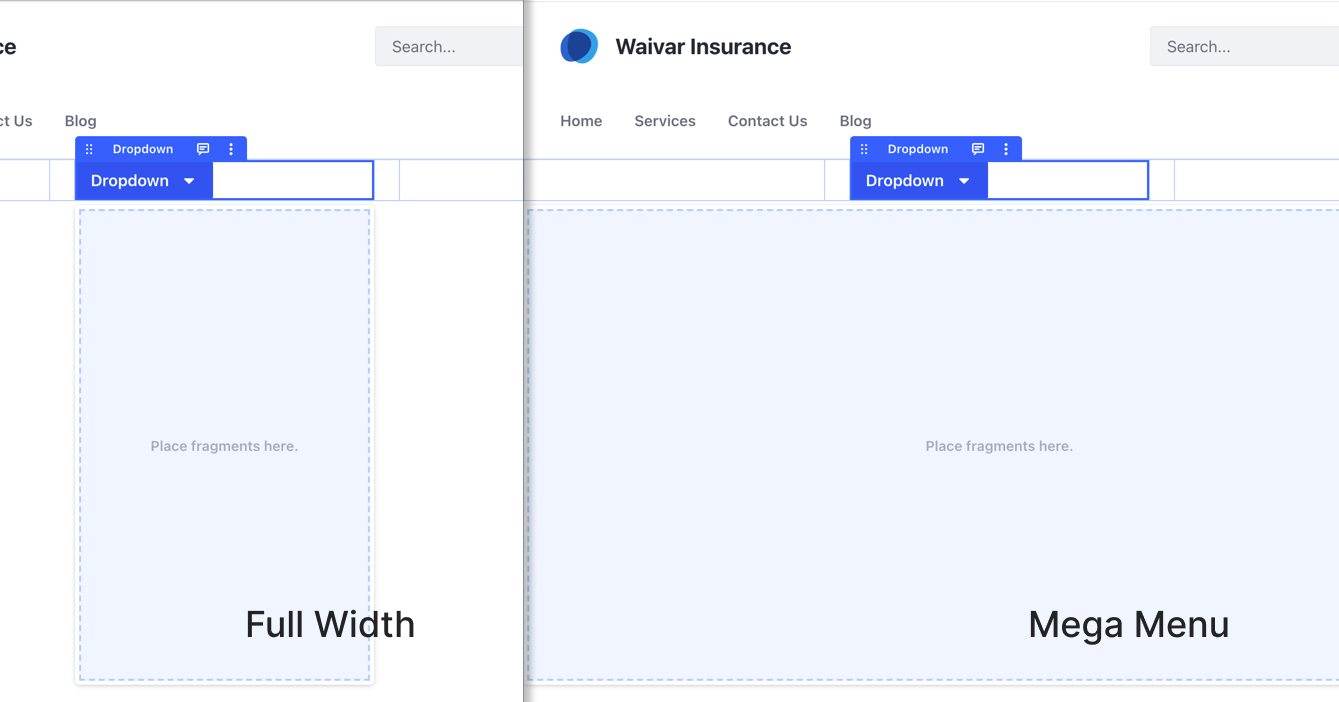 ce
Search...
ct Us
Blog
Dropdown
Dropdown
Place fragments here.
Full Width
Waivar Insurance
Search...
Home
Services
Contact Us
Blog
Dropdown
Dropdown
Place fragments here.
Mega Menu